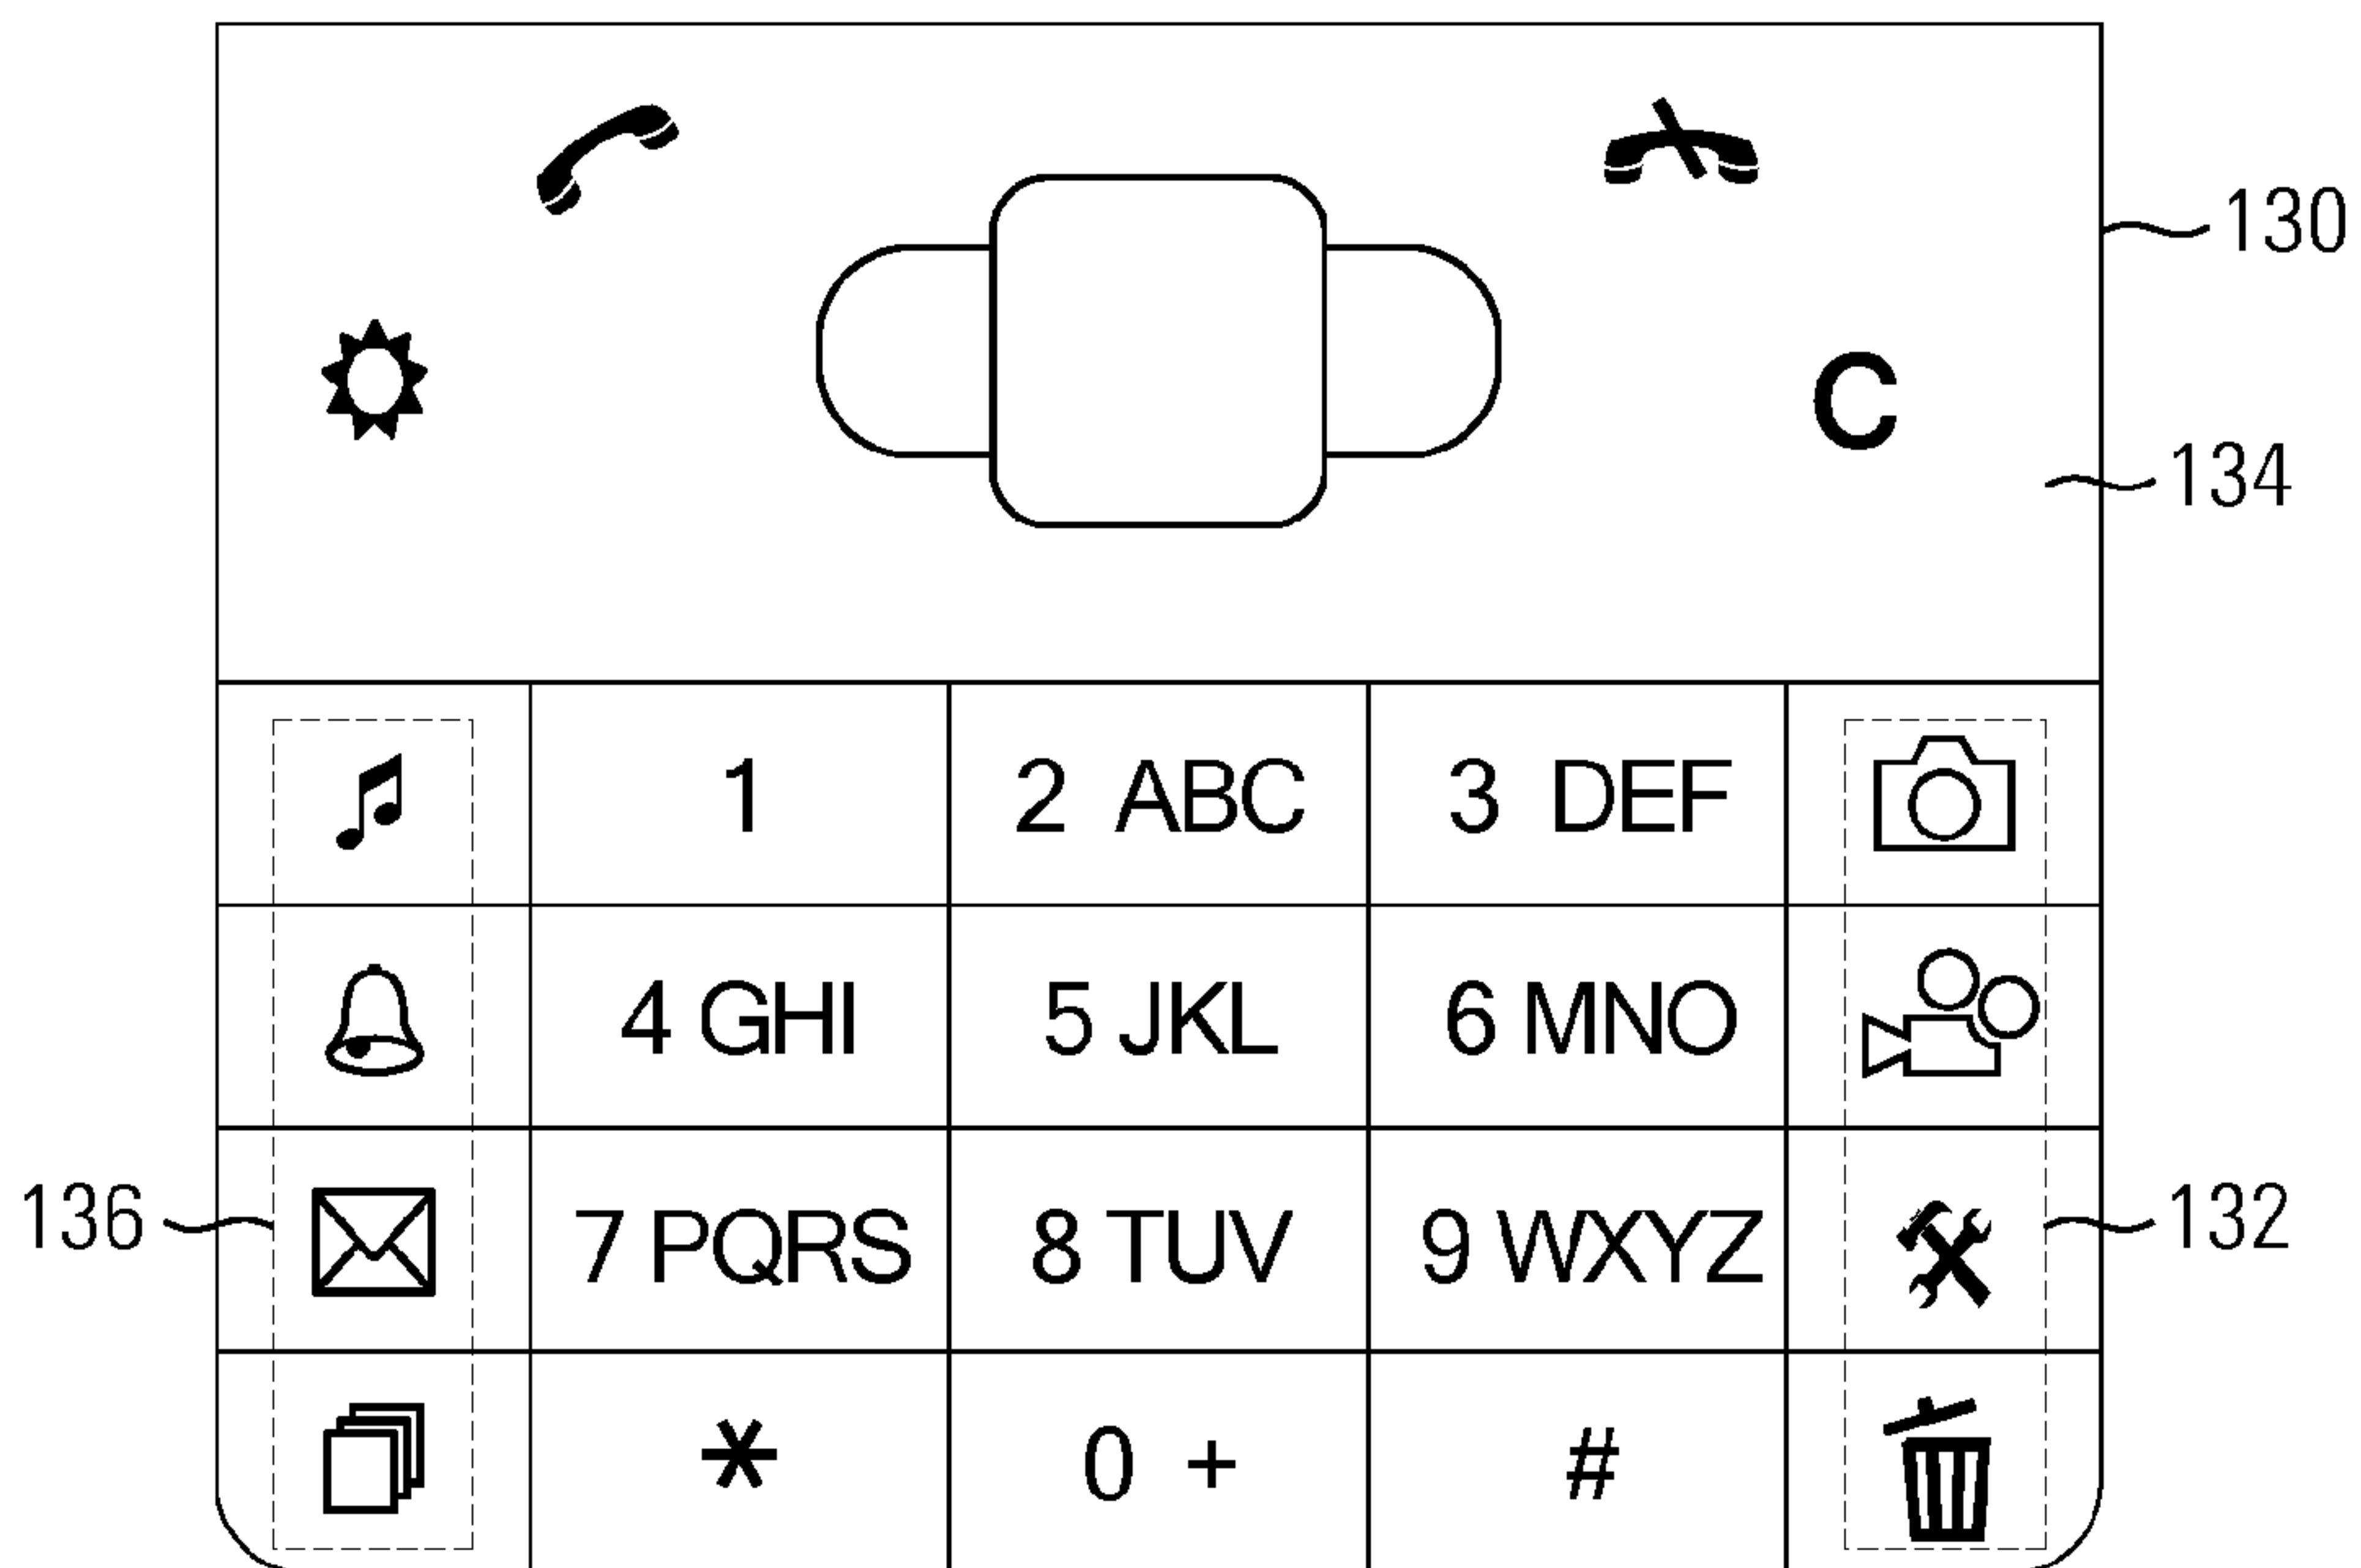 130
C
134
1 2 ABC 3 DEF
4 GHI 5 JKL 6 MNO
136 7 PQRS 8 TUV 9 WXYZ 132
* 0 + #